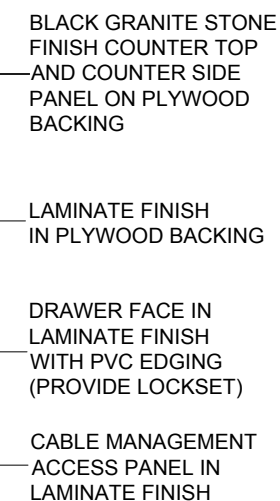 BLACK GRANITE STONE
FINISH COUNTER TOP
AND COUNTER SIDE
PANEL ON PLYWOOD
BACKING
LAMINATE FINISH
IN PLYWOOD BACKING
DRAWER FACE IN
LAMINATE FINISH
WITH PVC EDGING
(PROVIDE LOCKSET)
CABLE MANAGEMENT
ACCESS PANEL IN
LAMINATE FINISH